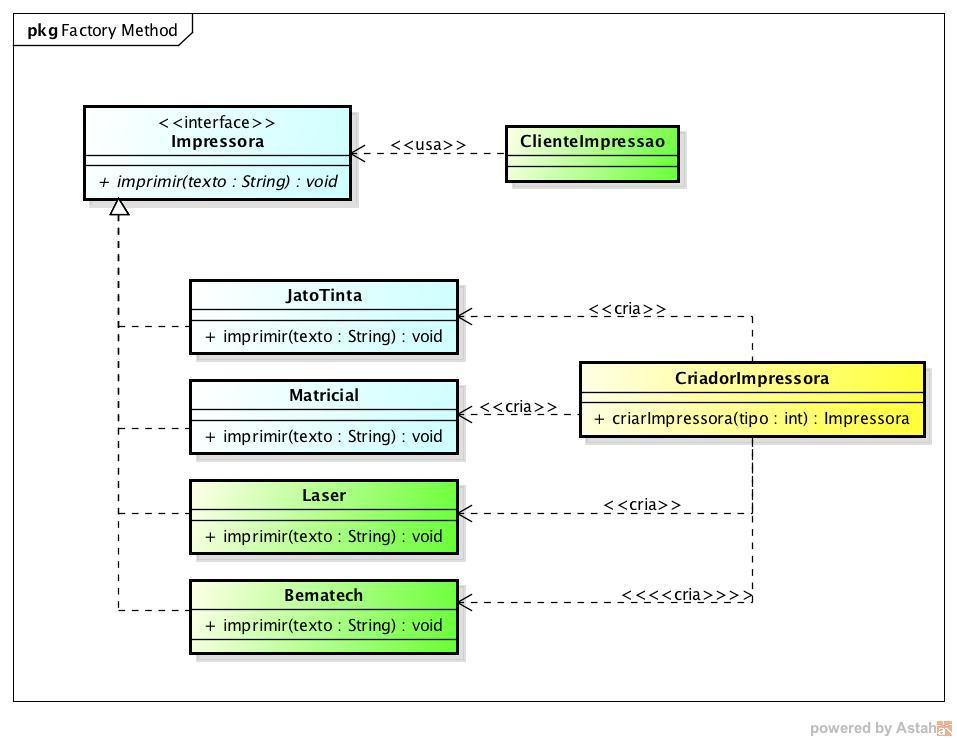 pkg Factory Method
<<interface>>
Impressora
+ imprimir(texto : String) : void
<<usa>>
ClienteImpressao
JatoTinta
+ imprimir(texto : String) : void
<<cria>>
Matricial
+ imprimir(texto : String) : void
<<cria>>
CriadorImpressora
+ criarImpressora(tipo : int) : Impressora
Laser
+ imprimir(texto : String) : void
<<cria>>
Bematech
+ imprimir(texto : String) : void
<<<<cria>>>>
powered by Astah